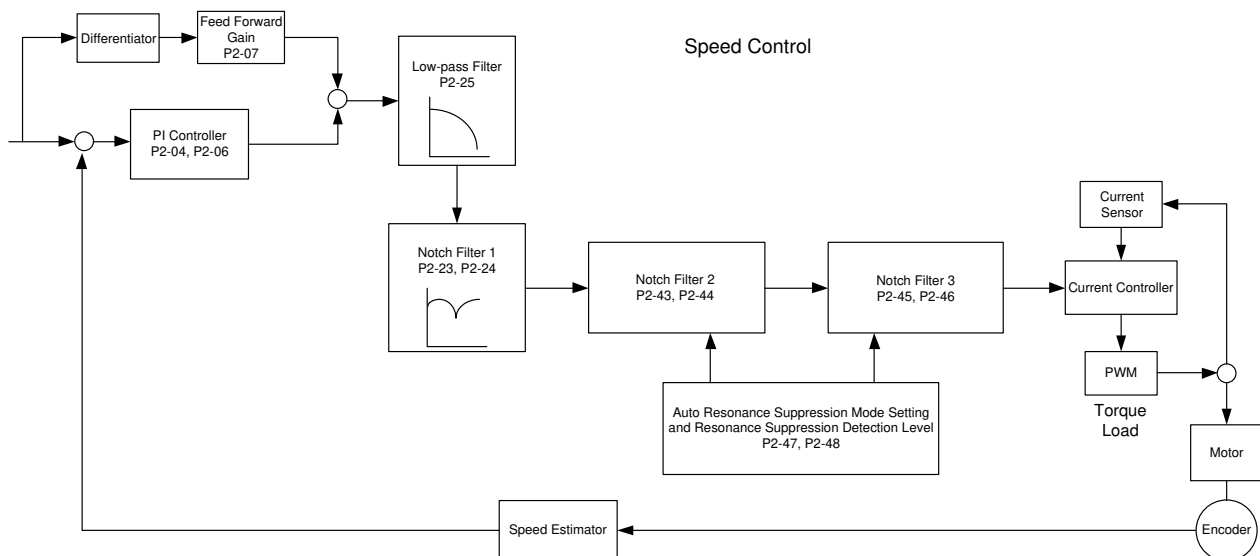 Speed Control
Differentiator
Feed Forward
Gain
P2-07
Low-pass Filter
P2-25
PI Controller
P2-04, P2-06
Notch Filter 1
P2-23, P2-24
Notch Filter 2
P2-43, P2-44
Notch Filter 3
P2-45, P2-46
Current
Sensor
Current Controller
PWM
Torque
Load
Auto Resonance Suppression Mode Setting
and Resonance Suppression Detection Level
P2-47, P2-48
Motor
Speed Estimator
Encoder